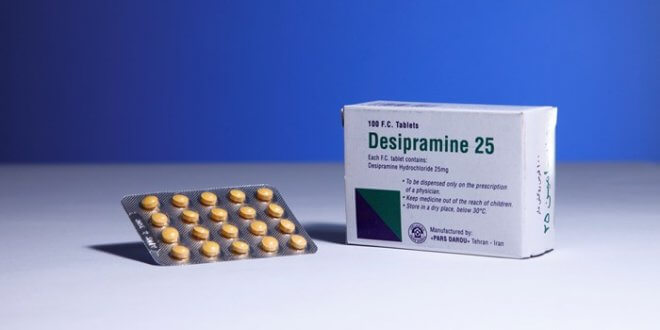 100 F.C. Tablets
Desipramine 25
Each F.C. tablet contains:
Desipramine Hydrochloride 25mg
• To be dispensed only on the prescription
of a physician.
• Keep medicine out of the reach of children.
• Store in a dry place, below 30°C.
Manufactured by:
«PARS DAROU» Tehran - Iran
۲۵